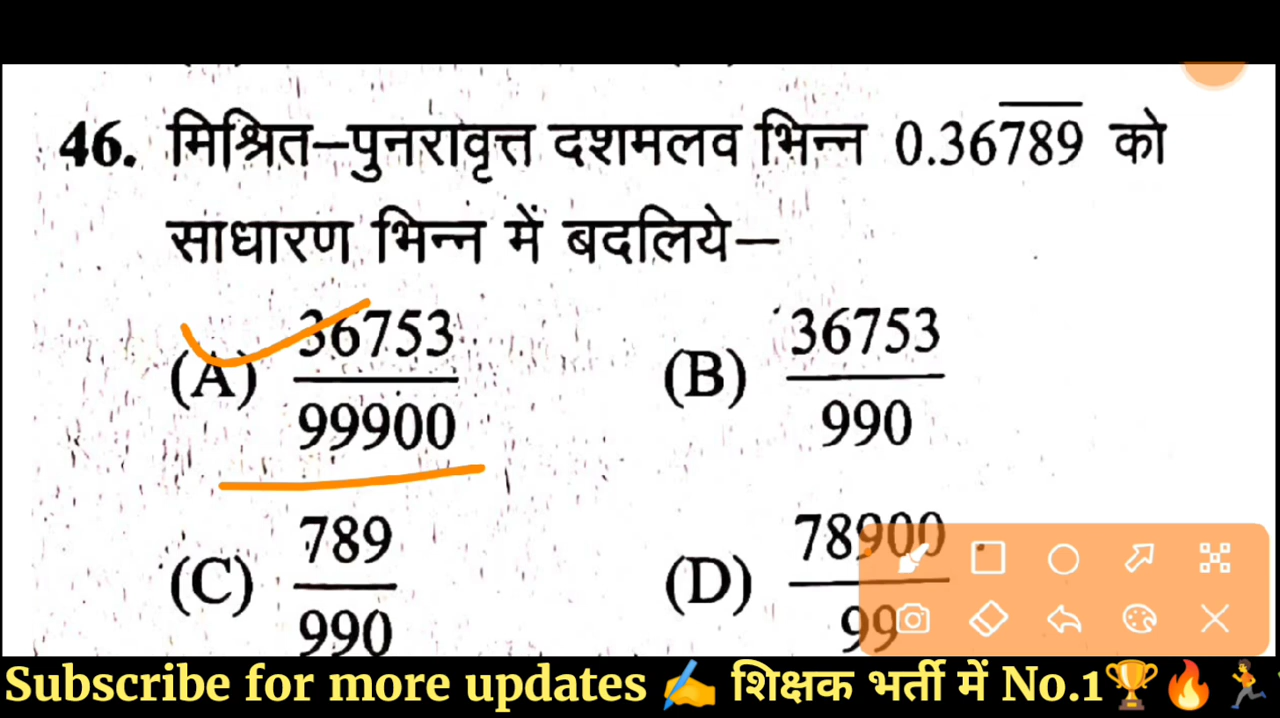 46. मिश्रित–पुनरावृत्त दशमलव भिन्न 0.36789̅ को
साधारण भिन्न में बदलिये–
(A) 36753/99900 (B) 36753/990
(C) 789/990 (D) 78900/99
Subscribe for more updates ✍️ शिक्षक भर्ती में No.1🏆🔥🏃